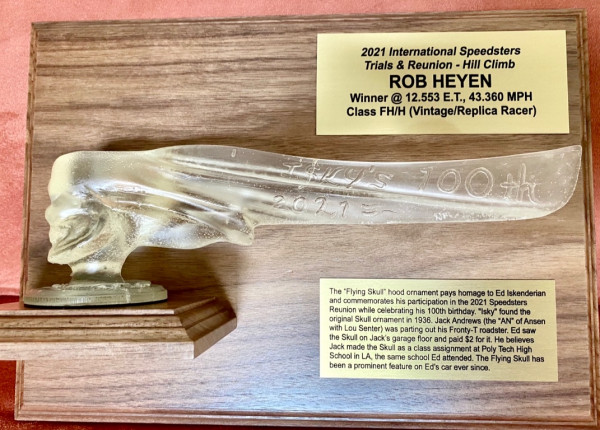 2021 International Speedsters
Trials & Reunion - Hill Climb
ROB HEYEN
Winner @ 12.553 E.T., 43.360 MPH
Class FH/H (Vintage/Replica Racer)
Isky's 100th
2021
The "Flying Skull" hood ornament pays homage to Ed Iskenderian
and commemorates his participation in the 2021 Speedsters
Reunion while celebrating his 100th birthday. "Isky" found the
original Skull ornament in 1936. Jack Andrews (the "AN" of Ansen
with Lou Senter) was parting out his Fronty-T roadster. Ed saw
the Skull on Jack's garage floor and paid $2 for it. He believes
Jack made the Skull as a class assignment at Poly Tech High
School in LA, the same school Ed attended. The Flying Skull has
been a prominent feature on Ed's car ever since.